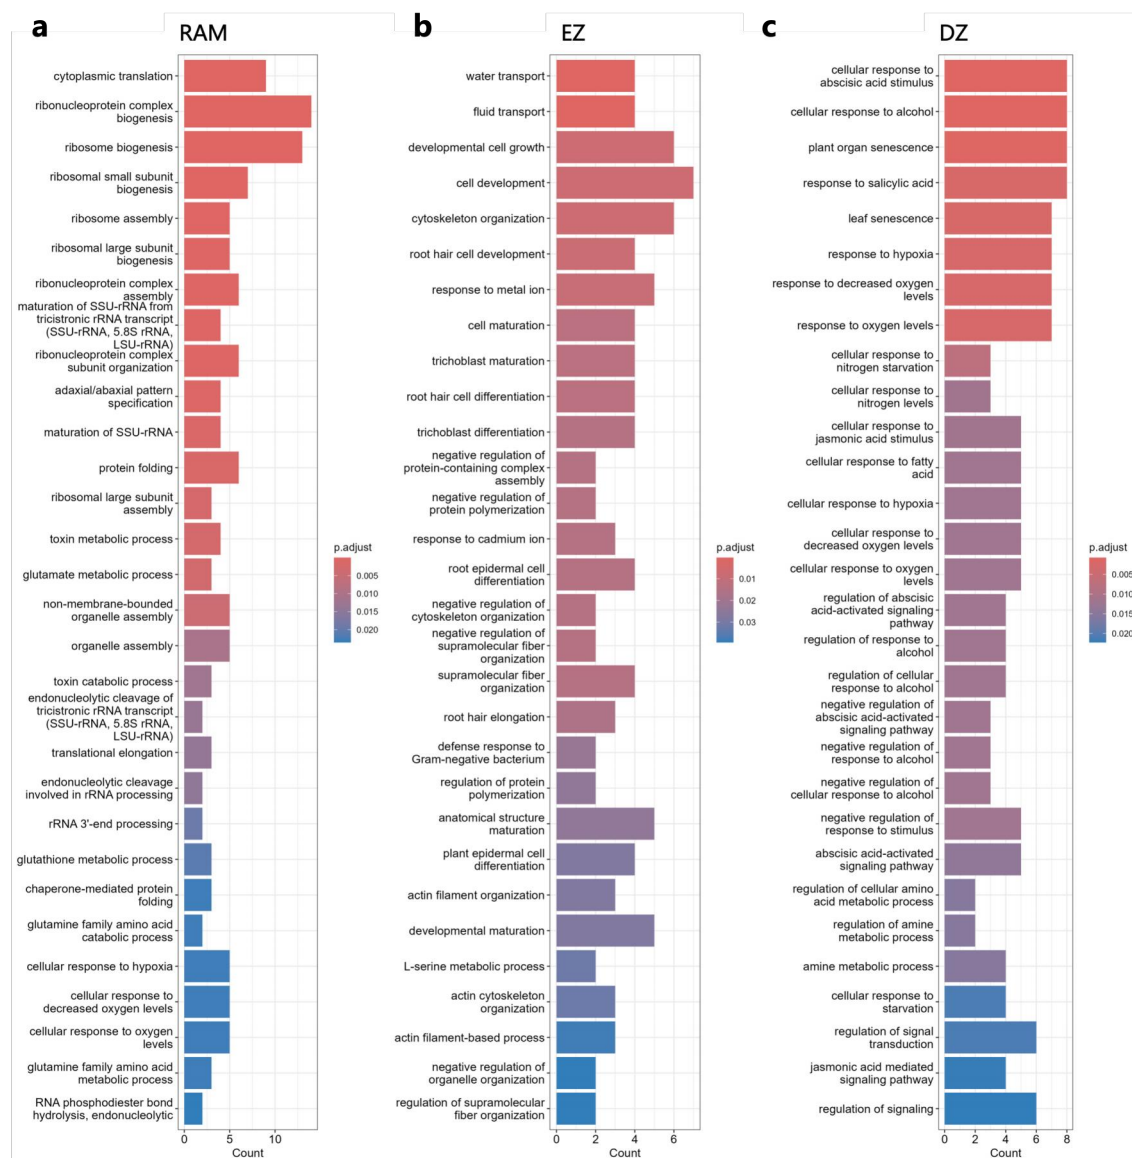 a
RAM
cytoplasmic translation
ribonucleoprotein complex
biogenesis
ribosome biogenesis
ribosomal small subunit
biogenesis
ribosome assembly
ribosomal large subunit
biogenesis
ribonucleoprotein complex
assembly
maturation of SSU-rRNA from
tricistronic rRNA transcript
(SSU-rRNA, 5.8S rRNA,
LSU-rRNA)
ribonucleoprotein complex
subunit organization
adaxial/abaxial pattern
specification
maturation of SSU-rRNA
protein folding
ribosomal large subunit
assembly
toxin metabolic process
glutamate metabolic process
non-membrane-bounded
organelle assembly
organelle assembly
toxin catabolic process
endonucleolytic cleavage of
tricistronic rRNA transcript
(SSU-rRNA, 5.8S rRNA,
LSU-rRNA)
translational elongation
endonucleolytic cleavage
involved in rRNA processing
rRNA 3'-end processing
glutathione metabolic process
chaperone-mediated protein
folding
glutamine family amino acid
catabolic process
cellular response to hypoxia
cellular response to
decreased oxygen levels
cellular response to oxygen
levels
glutamine family amino acid
metabolic process
RNA phosphodiester bond
hydrolysis, endonucleolytic
0 5 10
Count
p.adjust
0.005
0.010
0.015
0.020
b
EZ
water transport
fluid transport
developmental cell growth
cell development
cytoskeleton organization
root hair cell development
response to metal ion
cell maturation
trichoblast maturation
root hair cell differentiation
trichoblast differentiation
negative regulation of
protein-containing complex
assembly
negative regulation of
protein polymerization
response to cadmium ion
root epidermal cell
differentiation
negative regulation of
cytoskeleton organization
negative regulation of
supramolecular fiber
organization
supramolecular fiber
organization
root hair elongation
defense response to
Gram-negative bacterium
regulation of protein
polymerization
anatomical structure
maturation
plant epidermal cell
differentiation
actin filament organization
developmental maturation
L-serine metabolic process
actin cytoskeleton
organization
actin filament-based process
negative regulation of
organelle organization
regulation of supramolecular
fiber organization
0 2 4 6
Count
p.adjust
0.01
0.02
0.03
c
DZ
cellular response to
abscisic acid stimulus
cellular response to alcohol
plant organ senescence
response to salicylic acid
leaf senescence
response to hypoxia
response to decreased oxygen
levels
response to oxygen levels
cellular response to
nitrogen starvation
cellular response to
nitrogen levels
cellular response to
jasmonic acid stimulus
cellular response to fatty
acid
cellular response to hypoxia
cellular response to
decreased oxygen levels
cellular response to oxygen
levels
regulation of abscisic
acid-activated signaling
pathway
regulation of response to
alcohol
regulation of cellular
response to alcohol
negative regulation of
abscisic acid-activated
signaling pathway
negative regulation of
response to alcohol
negative regulation of
cellular response to alcohol
negative regulation of
response to stimulus
abscisic acid-activated
signaling pathway
regulation of cellular amino
acid metabolic process
regulation of amine
metabolic process
amine metabolic process
cellular response to
starvation
regulation of signal
transduction
jasmonic acid mediated
signaling pathway
regulation of signaling
0 2 4 6 8
Count
p.adjust
0.005
0.010
0.015
0.020